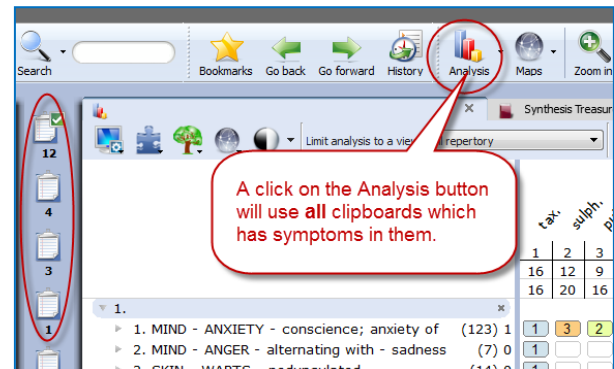 Search
Bookmarks
Go back
Go forward
History
Analysis
Maps
Zoom in
Synthesis Treasur
Limit analysis to a vie
repertory
12
4
3
1
A click on the Analysis button
will use all clipboards which
has symptoms in them.
tax.
sulph.
1 2 3
16 12 9
16 20 16
1.
1. MIND - ANXIETY - conscience; anxiety of (123) 1 1 3 2
2. MIND - ANGER - alternating with - sadness (7) 0 1